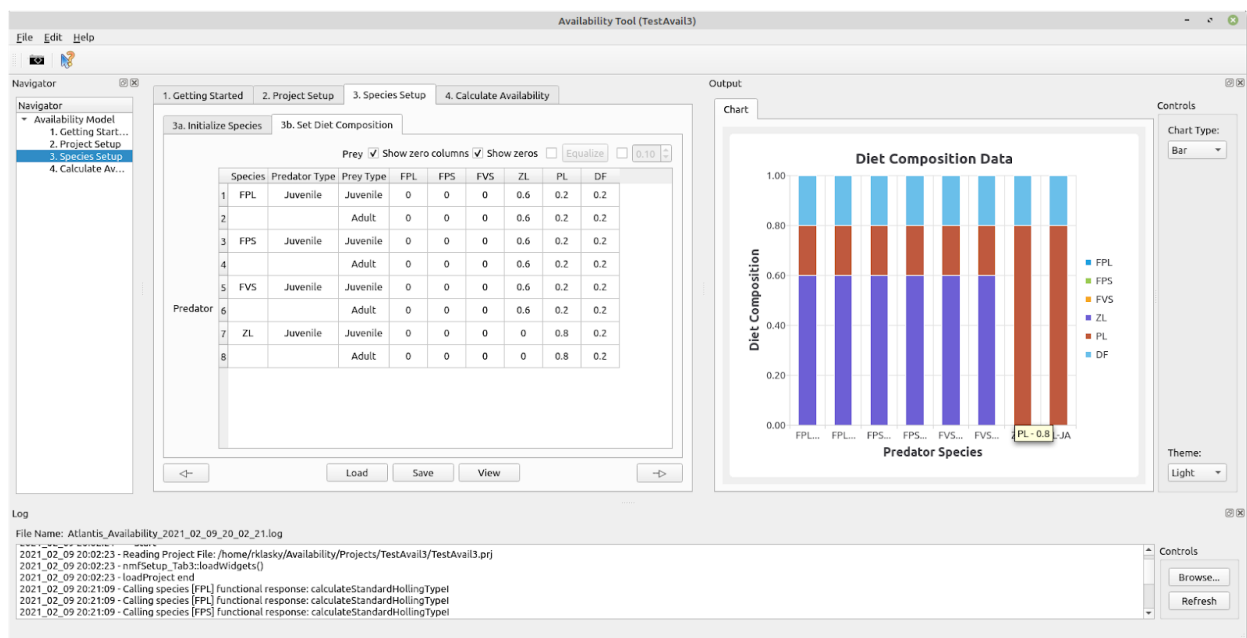 Availability Tool (TestAvail3)
File Edit Help
Navigator
Navigator
Availability Model
1. Getting Start...
2. Project Setup
3. Species Setup
4. Calculate Av...
1. Getting Started 2. Project Setup 3. Species Setup 4. Calculate Availability
3a. Initialize Species 3b. Set Diet Composition
Prey Show zero columns Show zeros Equalize 0.10
Species Predator Type Prey Type FPL FPS FVS ZL PL DF
1 FPL Juvenile Juvenile 0 0 0 0.6 0.2 0.2
2 Adult 0 0 0 0.6 0.2 0.2
3 FPS Juvenile Juvenile 0 0 0 0.6 0.2 0.2
4 Adult 0 0 0 0.6 0.2 0.2
5 FVS Juvenile Juvenile 0 0 0 0.6 0.2 0.2
Predator
6 Adult 0 0 0 0.6 0.2 0.2
7 ZL Juvenile Juvenile 0 0 0 0 0.8 0.2
8 Adult 0 0 0 0 0.8 0.2
Load Save View
Output
Chart
Diet Composition Data
Diet Composition
1.00
0.80
0.60
0.40
0.20
0.00
FPL... FPL... FPS... FPS... FVS... FVS... L-JA
PL - 0.8
Predator Species
FPL
FPS
FVS
ZL
PL
DF
Controls
Chart Type:
Bar
Theme:
Light
Log
File Name: Atlantis_Availability_2021_02_09_20_02_21.log
2021_02_09 20:02:23 - Reading Project File: /home/rklasky/Availability/Projects/TestAvail3/TestAvail3.prj
2021_02_09 20:02:23 - nmfSetup_Tab3::loadWidgets()
2021_02_09 20:02:23 - loadProject end
2021_02_09 20:21:09 - Calling species [FPL] functional response: calculateStandardHollingTypeI
2021_02_09 20:21:09 - Calling species [FPL] functional response: calculateStandardHollingTypeI
2021_02_09 20:21:09 - Calling species [FPS] functional response: calculateStandardHollingTypeI
Controls
Browse...
Refresh